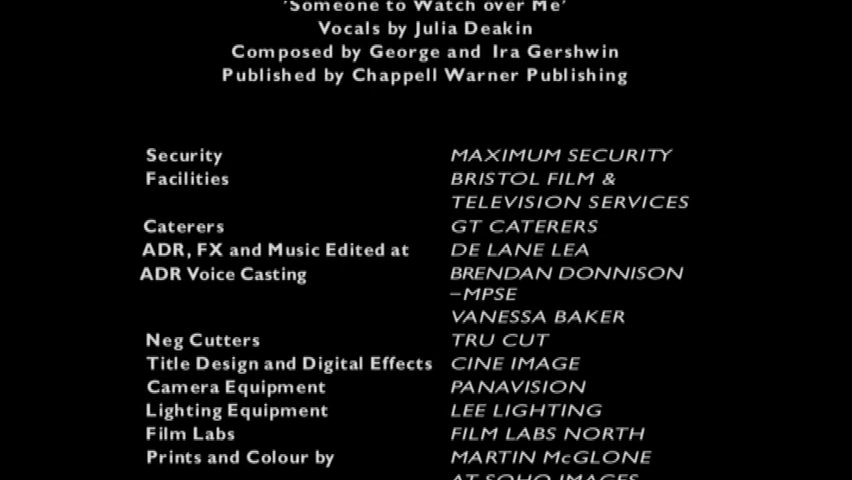 'Someone to Watch over Me'
Vocals by Julia Deakin
Composed by George and Ira Gershwin
Published by Chappell Warner Publishing
Security MAXIMUM SECURITY
Facilities BRISTOL FILM &
TELEVISION SERVICES
Caterers GT CATERERS
ADR, FX and Music Edited at DE LANE LEA
ADR Voice Casting BRENDAN DONNISON
–MPSE
VANESSA BAKER
Neg Cutters TRU CUT
Title Design and Digital Effects CINE IMAGE
Camera Equipment PANAVISION
Lighting Equipment LEE LIGHTING
Film Labs FILM LABS NORTH
Prints and Colour by MARTIN McGLONE
AT SOHO IMAGES